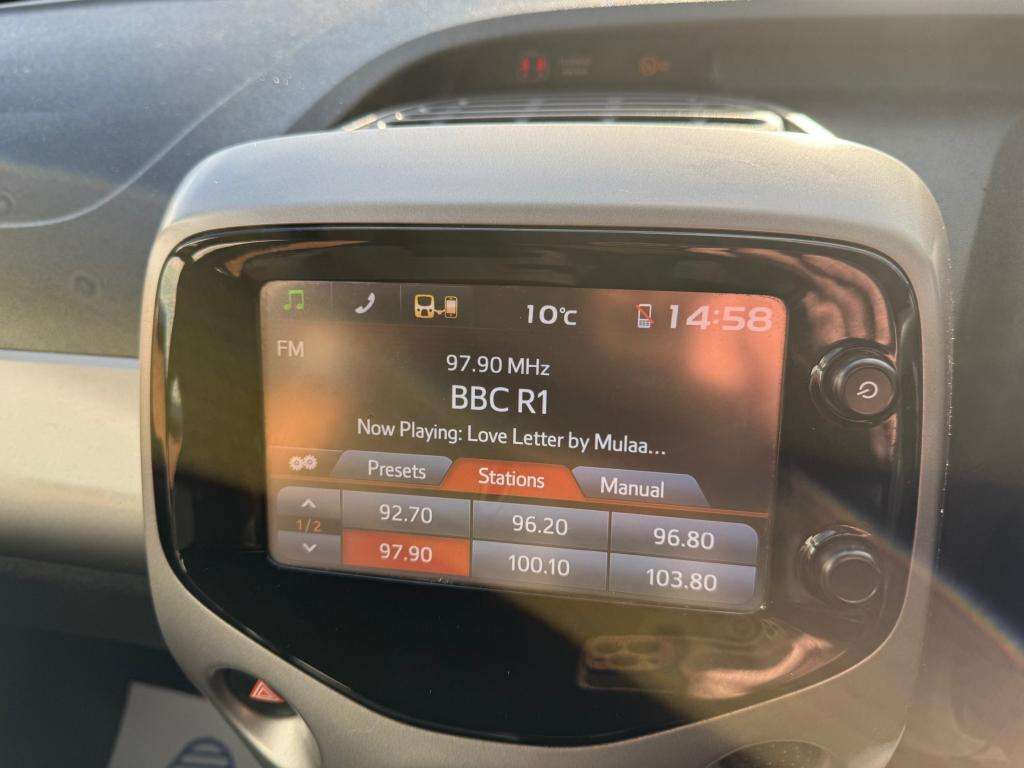 10°C
14:58
FM
97.90 MHz
BBC R1
Now Playing: Love Letter by Mulaa...
Presets
Stations
Manual
1/2
92.70
96.20
96.80
97.90
100.10
103.80